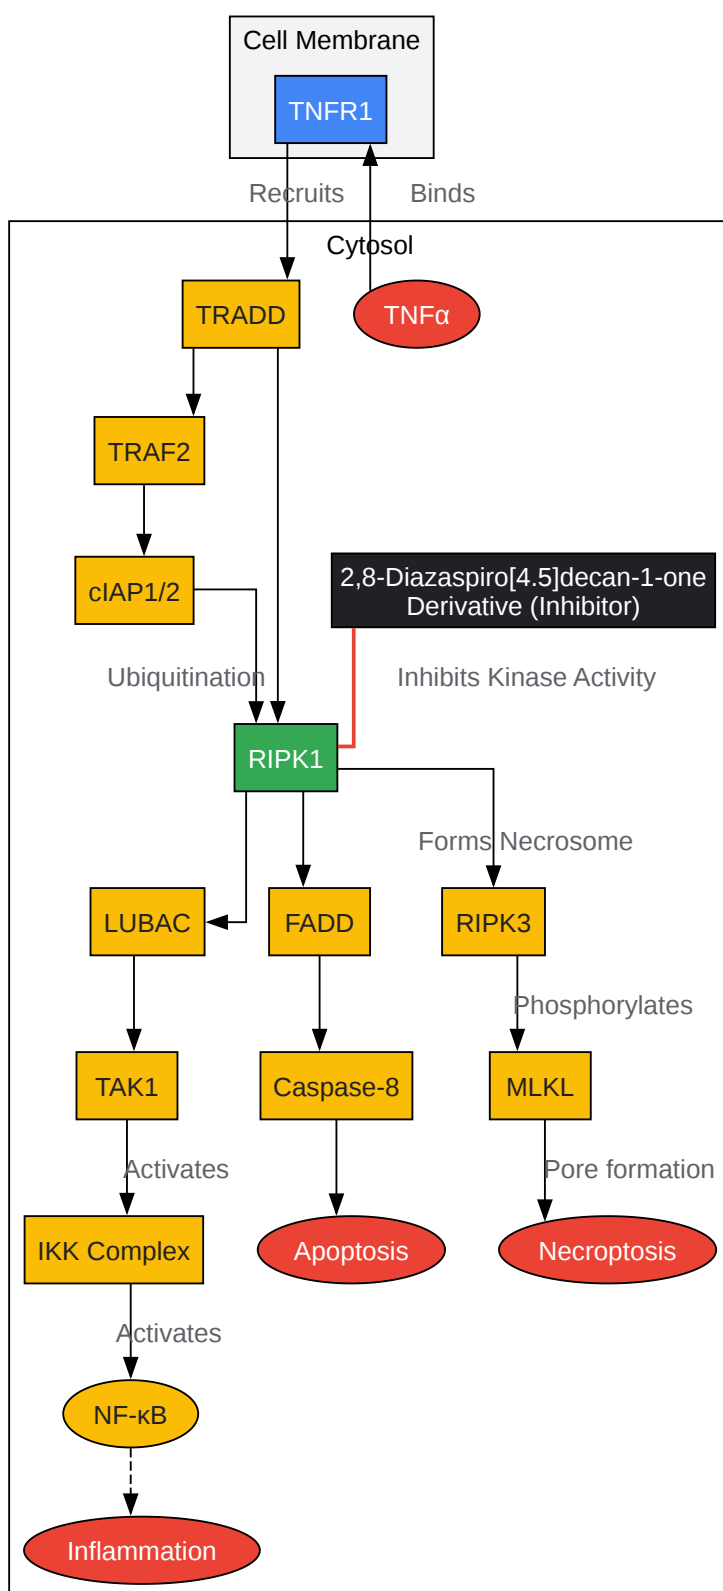 Cell Membrane
TNFR1
Recruits
Binds
Cytosol
TRADD
TNFα
TRAF2
cIAP1/2
2,8-Diazaspiro[4.5]decan-1-one
Derivative (Inhibitor)
Ubiquitination
Inhibits Kinase Activity
RIPK1
Forms Necrosome
LUBAC
FADD
RIPK3
Phosphorylates
TAK1
Caspase-8
MLKL
Activates
Pore formation
IKK Complex
Apoptosis
Necroptosis
Activates
NF-κB
Inflammation